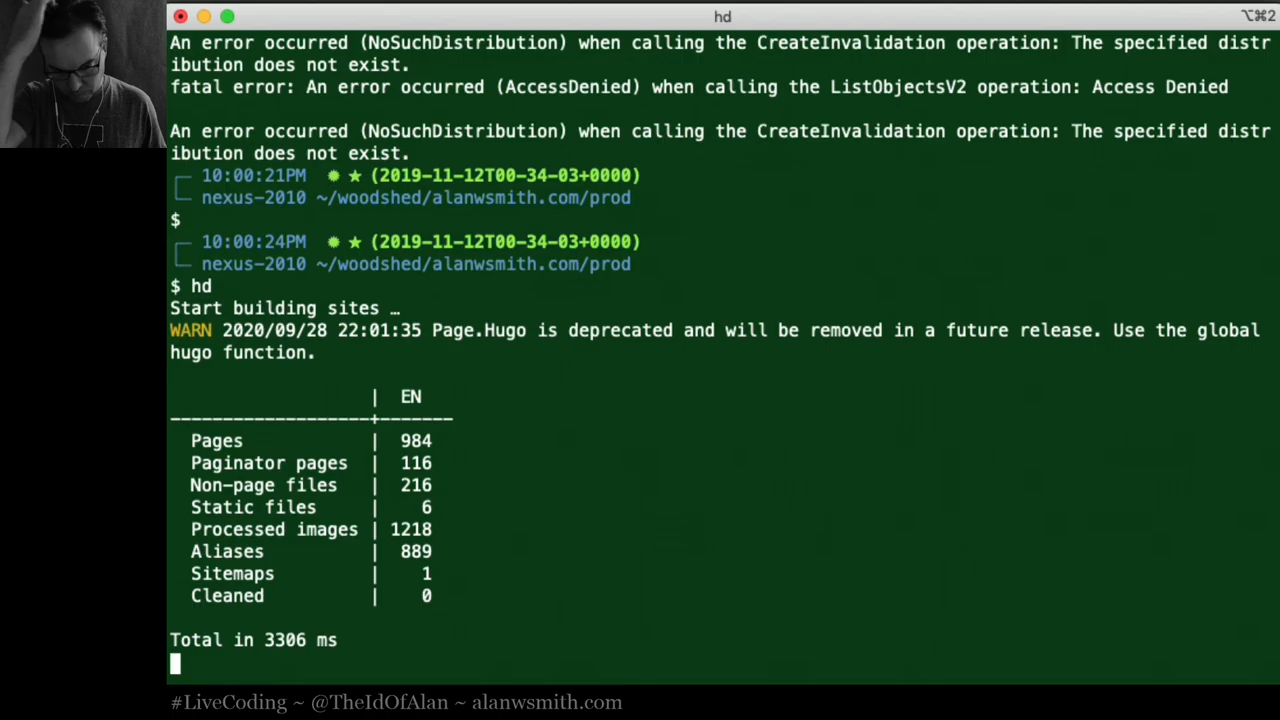 hd
⌥⌘2
An error occurred (NoSuchDistribution) when calling the CreateInvalidation operation: The specified distr
ibution does not exist.
fatal error: An error occurred (AccessDenied) when calling the ListObjectsV2 operation: Access Denied
An error occurred (NoSuchDistribution) when calling the CreateInvalidation operation: The specified distr
ibution does not exist.
10:00:21PM ✹ ★ (2019-11-12T00-34-03+0000)
nexus-2010 ~/woodshed/alanwsmith.com/prod
$
10:00:24PM ✹ ★ (2019-11-12T00-34-03+0000)
nexus-2010 ~/woodshed/alanwsmith.com/prod
$ hd
Start building sites …
WARN 2020/09/28 22:01:35 Page.Hugo is deprecated and will be removed in a future release. Use the global
hugo function.
| EN
-------------------+-------
Pages | 984
Paginator pages | 116
Non-page files | 216
Static files | 6
Processed images | 1218
Aliases | 889
Sitemaps | 1
Cleaned | 0
Total in 3306 ms
#LiveCoding ~ @TheIdOfAlan ~ alanwsmith.com